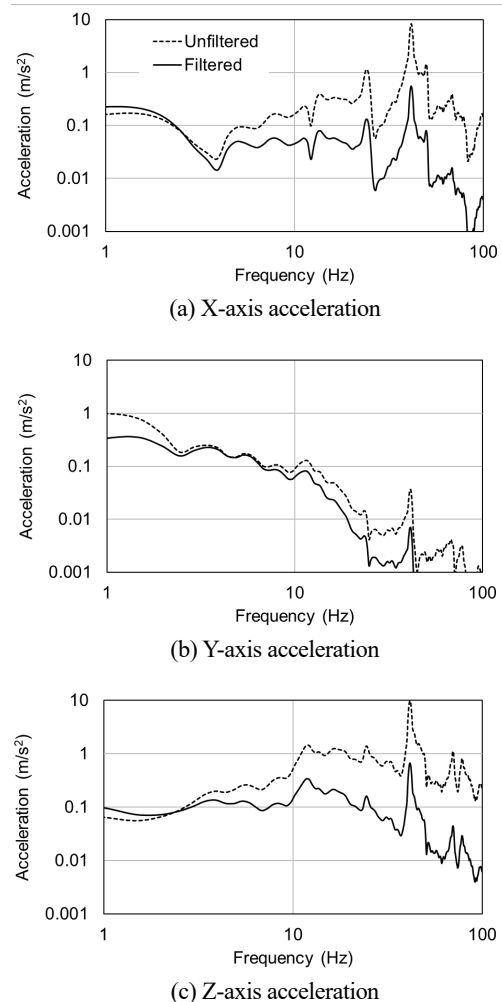 10
Unfiltered
Filtered
1
0.1
0.01
0.001
Acceleration (m/s²)
1
10
100
Frequency (Hz)
(a) X-axis acceleration
10
1
0.1
0.01
0.001
Acceleration (m/s²)
1
10
100
Frequency (Hz)
(b) Y-axis acceleration
10
1
0.1
0.01
0.001
Acceleration (m/s²)
1
10
100
Frequency (Hz)
(c) Z-axis acceleration